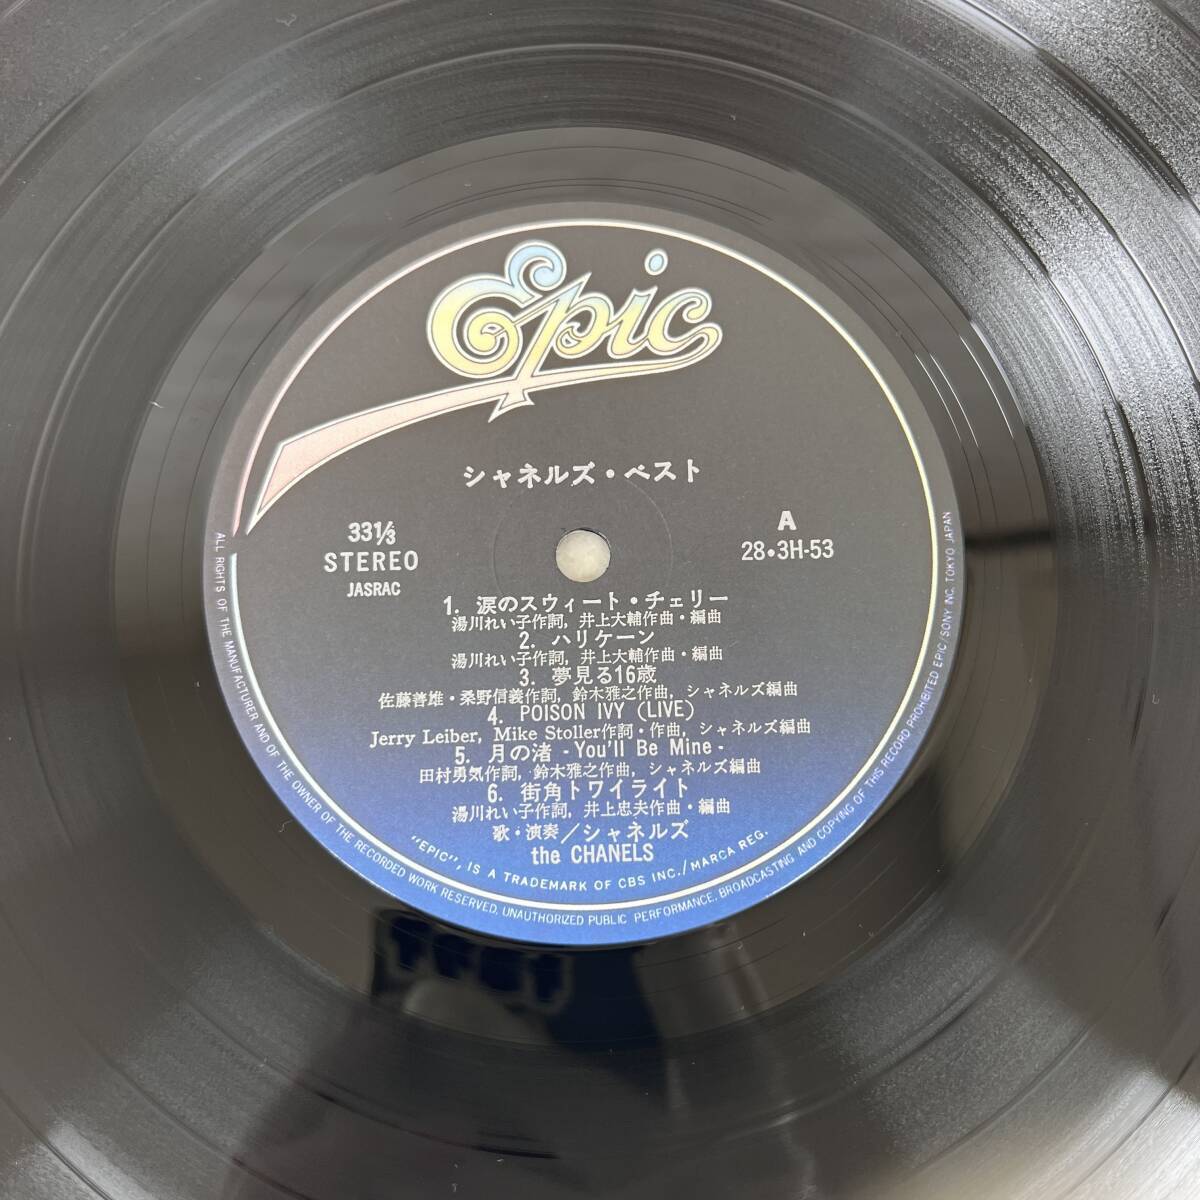 Epic
シャネルズ・ベスト
33⅓
STEREO
JASRAC
A
28・3H-53
1. 涙のスウィート・チェリー
湯川れい子作詞, 井上大輔作曲・編曲
2. ハリケーン
湯川れい子作詞, 井上大輔作曲・編曲
3. 夢見る16歳
佐藤善雄・桑野信義作詞, 鈴木雅之作曲, シャネルズ編曲
4. POISON IVY (LIVE)
Jerry Leiber, Mike Stoller作詞・作曲, シャネルズ編曲
5. 月の渚 -You'll Be Mine-
田村勇気作詞, 鈴木雅之作曲, シャネルズ編曲
6. 街角トワイライト
湯川れい子作詞, 井上忠夫作曲・編曲
歌・演奏/シャネルズ
the CHANELS
"EPIC", IS A TRADEMARK OF CBS INC./MARCA REG.
ALL RIGHTS OF THE MANUFACTURER AND OF THE OWNER OF THE RECORDED WORK RESERVED. UNAUTHORIZED PUBLIC PERFORMANCE, BROADCASTING AND COPYING OF THIS RECORD PROHIBITED EPIC/SONY INC. TOKYO JAPAN